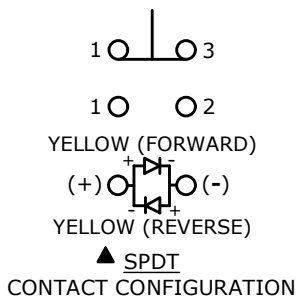 1 3
1 2
YELLOW (FORWARD)
+ -
(+) (-)
- +
YELLOW (REVERSE)
SPDT
CONTACT CONFIGURATION